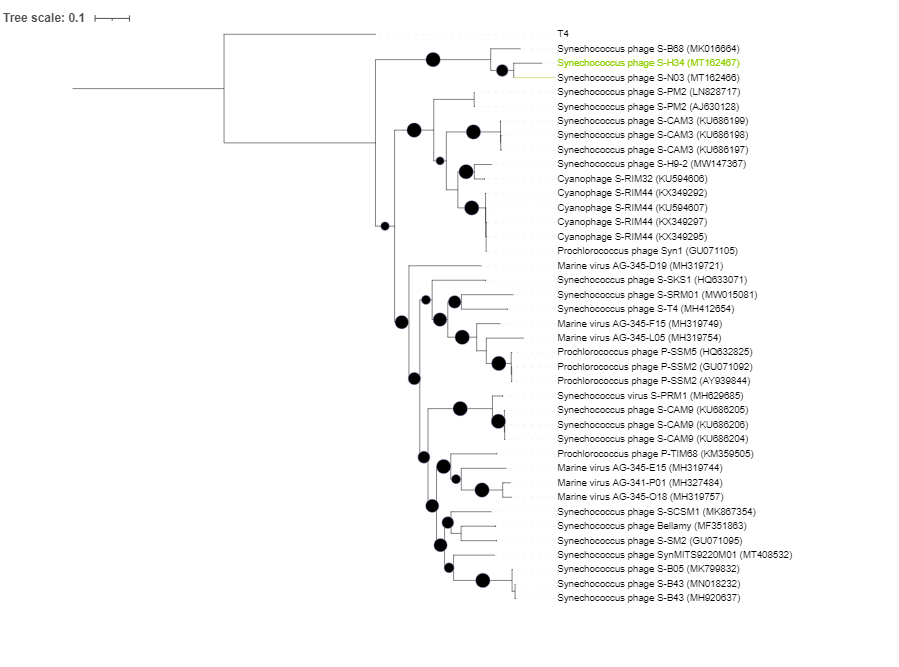 Tree scale: 0.1
T4
Synechococcus phage S-B68 (MK016664)
Synechococcus phage S-H34 (MT162467)
Synechococcus phage S-N03 (MT162466)
Synechococcus phage S-PM2 (LN828717)
Synechococcus phage S-PM2 (AJ630128)
Synechococcus phage S-CAM3 (KU686199)
Synechococcus phage S-CAM3 (KU686198)
Synechococcus phage S-CAM3 (KU686197)
Synechococcus phage S-H9-2 (MW147367)
Cyanophage S-RIM32 (KU594606)
Cyanophage S-RIM44 (KX349292)
Cyanophage S-RIM44 (KU594607)
Cyanophage S-RIM44 (KX349297)
Cyanophage S-RIM44 (KX349295)
Prochlorococcus phage Syn1 (GU071105)
Marine virus AG-345-D19 (MH319721)
Synechococcus phage S-SKS1 (HQ633071)
Synechococcus phage S-SRM01 (MW015081)
Synechococcus phage S-T4 (MH412654)
Marine virus AG-345-F15 (MH319749)
Marine virus AG-345-L05 (MH319754)
Prochlorococcus phage P-SSM5 (HQ632825)
Prochlorococcus phage P-SSM2 (GU071092)
Prochlorococcus phage P-SSM2 (AY939844)
Synechococcus virus S-PRM1 (MH629685)
Synechococcus phage S-CAM9 (KU686205)
Synechococcus phage S-CAM9 (KU686206)
Synechococcus phage S-CAM9 (KU686204)
Prochlorococcus phage P-TIM68 (KM359505)
Marine virus AG-345-E15 (MH319744)
Marine virus AG-341-P01 (MH327484)
Marine virus AG-345-O18 (MH319757)
Synechococcus phage S-SCSM1 (MK867354)
Synechococcus phage Bellamy (MF351863)
Synechococcus phage S-SM2 (GU071095)
Synechococcus phage SynMITS9220M01 (MT408532)
Synechococcus phage S-B05 (MK799832)
Synechococcus phage S-B43 (MN018232)
Synechococcus phage S-B43 (MH920637)